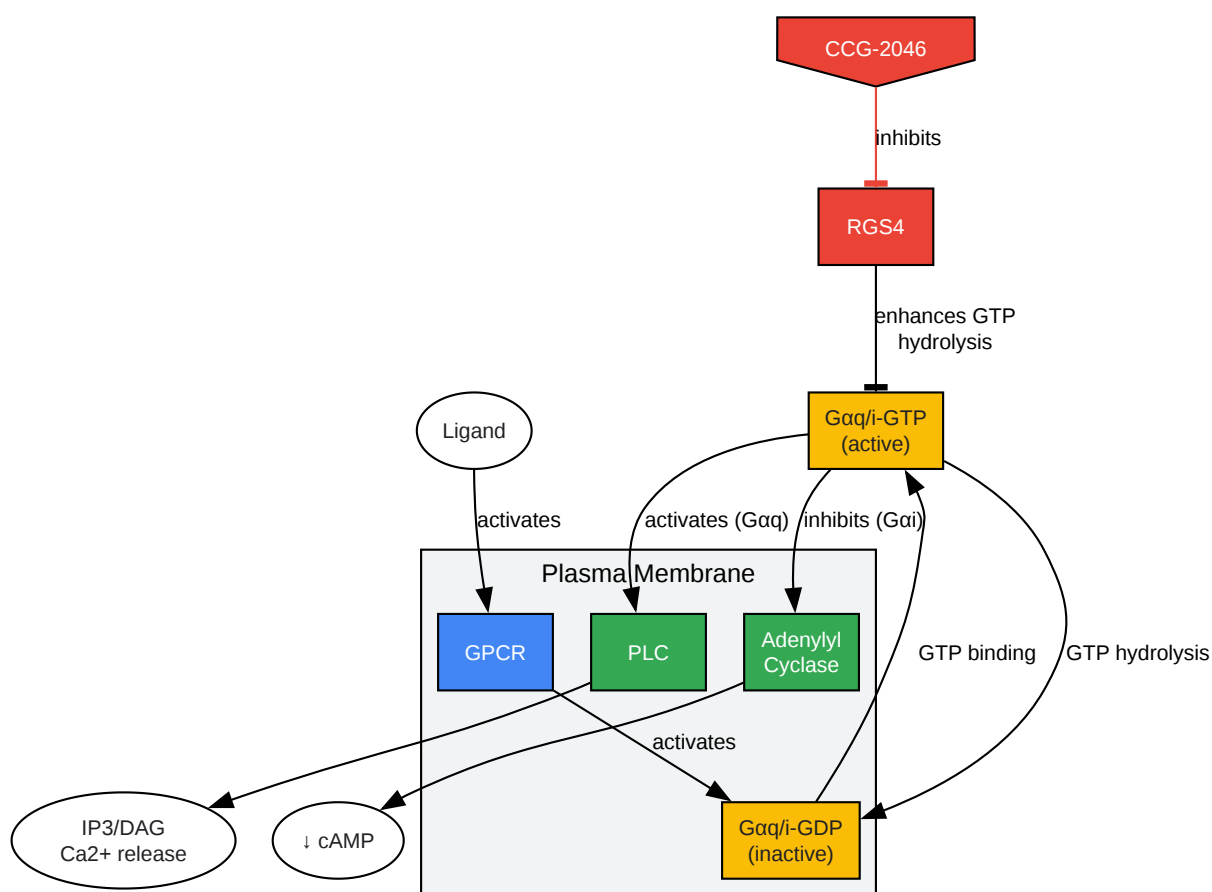 CCG-2046
inhibits
RGS4
enhances GTP
hydrolysis
Ligand
Gαq/i-GTP
(active)
activates
activates (Gαq)
inhibits (Gαi)
Plasma Membrane
GPCR
PLC
Adenylyl
Cyclase
GTP binding
GTP hydrolysis
activates
IP3/DAG
Ca2+ release
↓ cAMP
Gαq/i-GDP
(inactive)